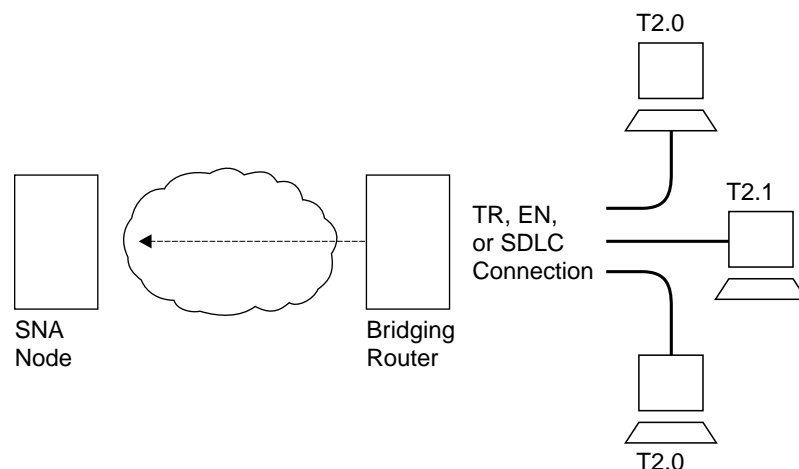 T2.0
T2.1
TR, EN,
or SDLC
Connection
SNA
Node
Bridging
Router
T2.0